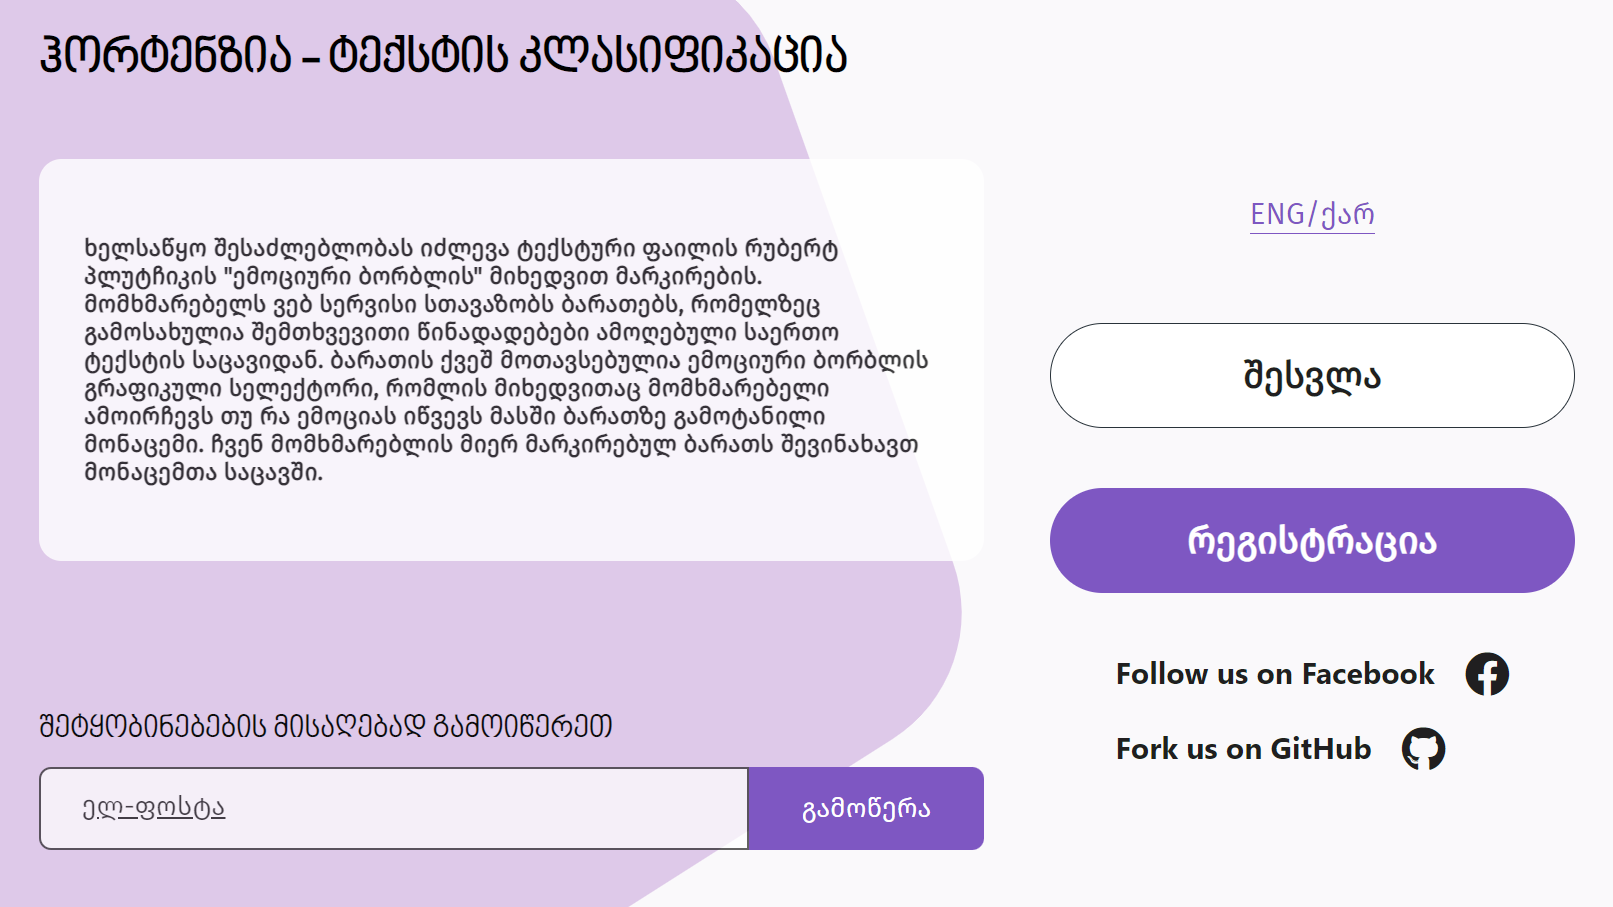 ჰორტენზია – ტექსტის კლასიფიკაცია
ხელსაწყო შესაძლებლობას იძლევა ტექსტური ფაილის რუბერტ
პლუტჩიკის "ემოციური ბორბლის" მიხედვით მარკირების.
მომხმარებელს ვებ სერვისი სთავაზობს ბარათებს, რომელზეც
გამოსახულია შემთხვევითი წინადადებები ამოღებული საერთო
ტექსტის საცავიდან. ბარათის ქვეშ მოთავსებულია ემოციური ბორბლის
გრაფიკული სელექტორი, რომლის მიხედვითაც მომხმარებელი
ამოირჩევს თუ რა ემოციას იწვევს მასში ბარათზე გამოტანილი
მონაცემი. ჩვენ მომხმარებლის მიერ მარკირებულ ბარათს შევინახავთ
მონაცემთა საცავში.
შეტყობინებების მისაღებად გამოიწერეთ
ელ-ფოსტა
გამოწერა
ENG/ქარ
შესვლა
რეგისტრაცია
Follow us on Facebook
Fork us on GitHub